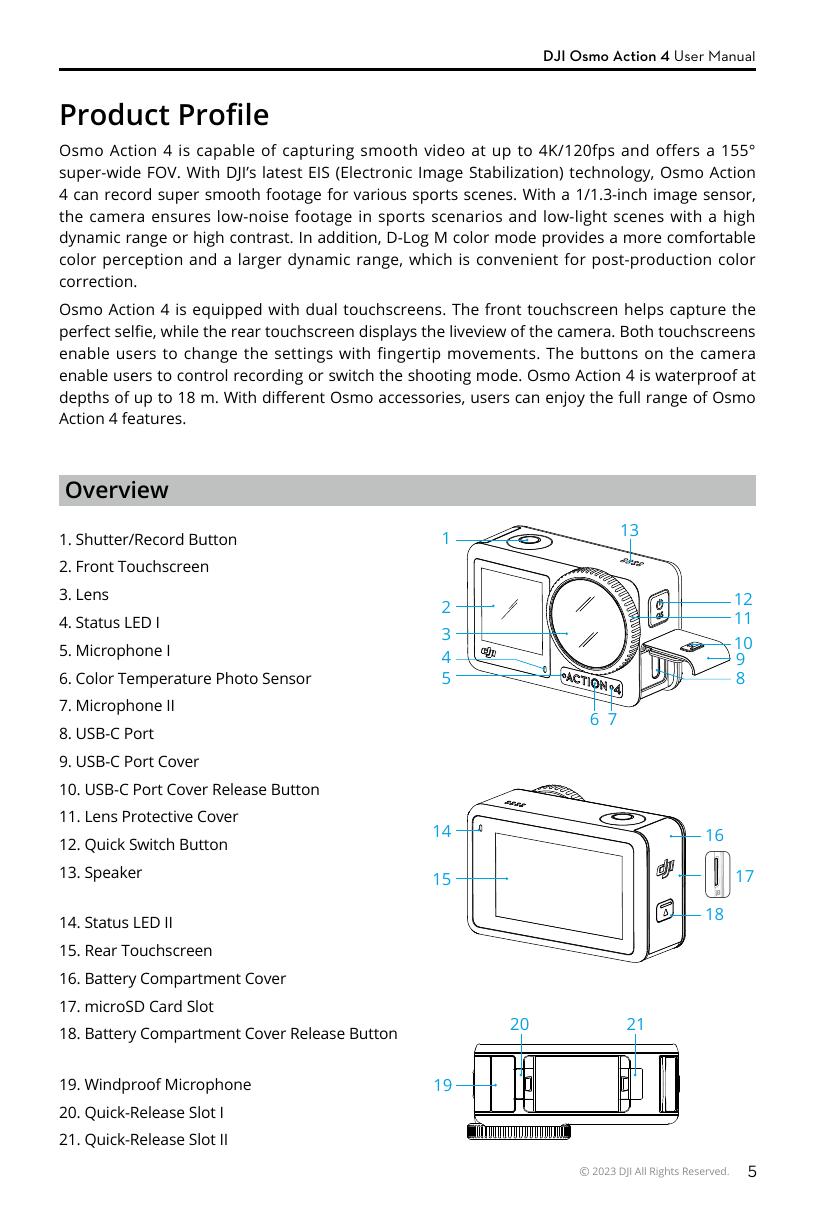 DJI Osmo Action 4 User Manual
Product Profile
Osmo Action 4 is capable of capturing smooth video at up to 4K/120fps and offers a 155°
super-wide FOV. With DJI’s latest EIS (Electronic Image Stabilization) technology, Osmo Action
4 can record super smooth footage for various sports scenes. With a 1/1.3-inch image sensor,
the camera ensures low-noise footage in sports scenarios and low-light scenes with a high
dynamic range or high contrast. In addition, D-Log M color mode provides a more comfortable
color perception and a larger dynamic range, which is convenient for post-production color
correction.
Osmo Action 4 is equipped with dual touchscreens. The front touchscreen helps capture the
perfect selfie, while the rear touchscreen displays the liveview of the camera. Both touchscreens
enable users to change the settings with fingertip movements. The buttons on the camera
enable users to control recording or switch the shooting mode. Osmo Action 4 is waterproof at
depths of up to 18 m. With different Osmo accessories, users can enjoy the full range of Osmo
Action 4 features.
Overview
1. Shutter/Record Button
2. Front Touchscreen
3. Lens
4. Status LED I
5. Microphone I
6. Color Temperature Photo Sensor
7. Microphone II
8. USB-C Port
9. USB-C Port Cover
10. USB-C Port Cover Release Button
11. Lens Protective Cover
12. Quick Switch Button
13. Speaker
14. Status LED II
15. Rear Touchscreen
16. Battery Compartment Cover
17. microSD Card Slot
18. Battery Compartment Cover Release Button
19. Windproof Microphone
20. Quick-Release Slot I
21. Quick-Release Slot II
1
13
2
12
11
3
10
4
9
5
8
dji
ACTION 4
6 7
14
16
15
dji
17
18
20
21
19
© 2023 DJI All Rights Reserved. 5